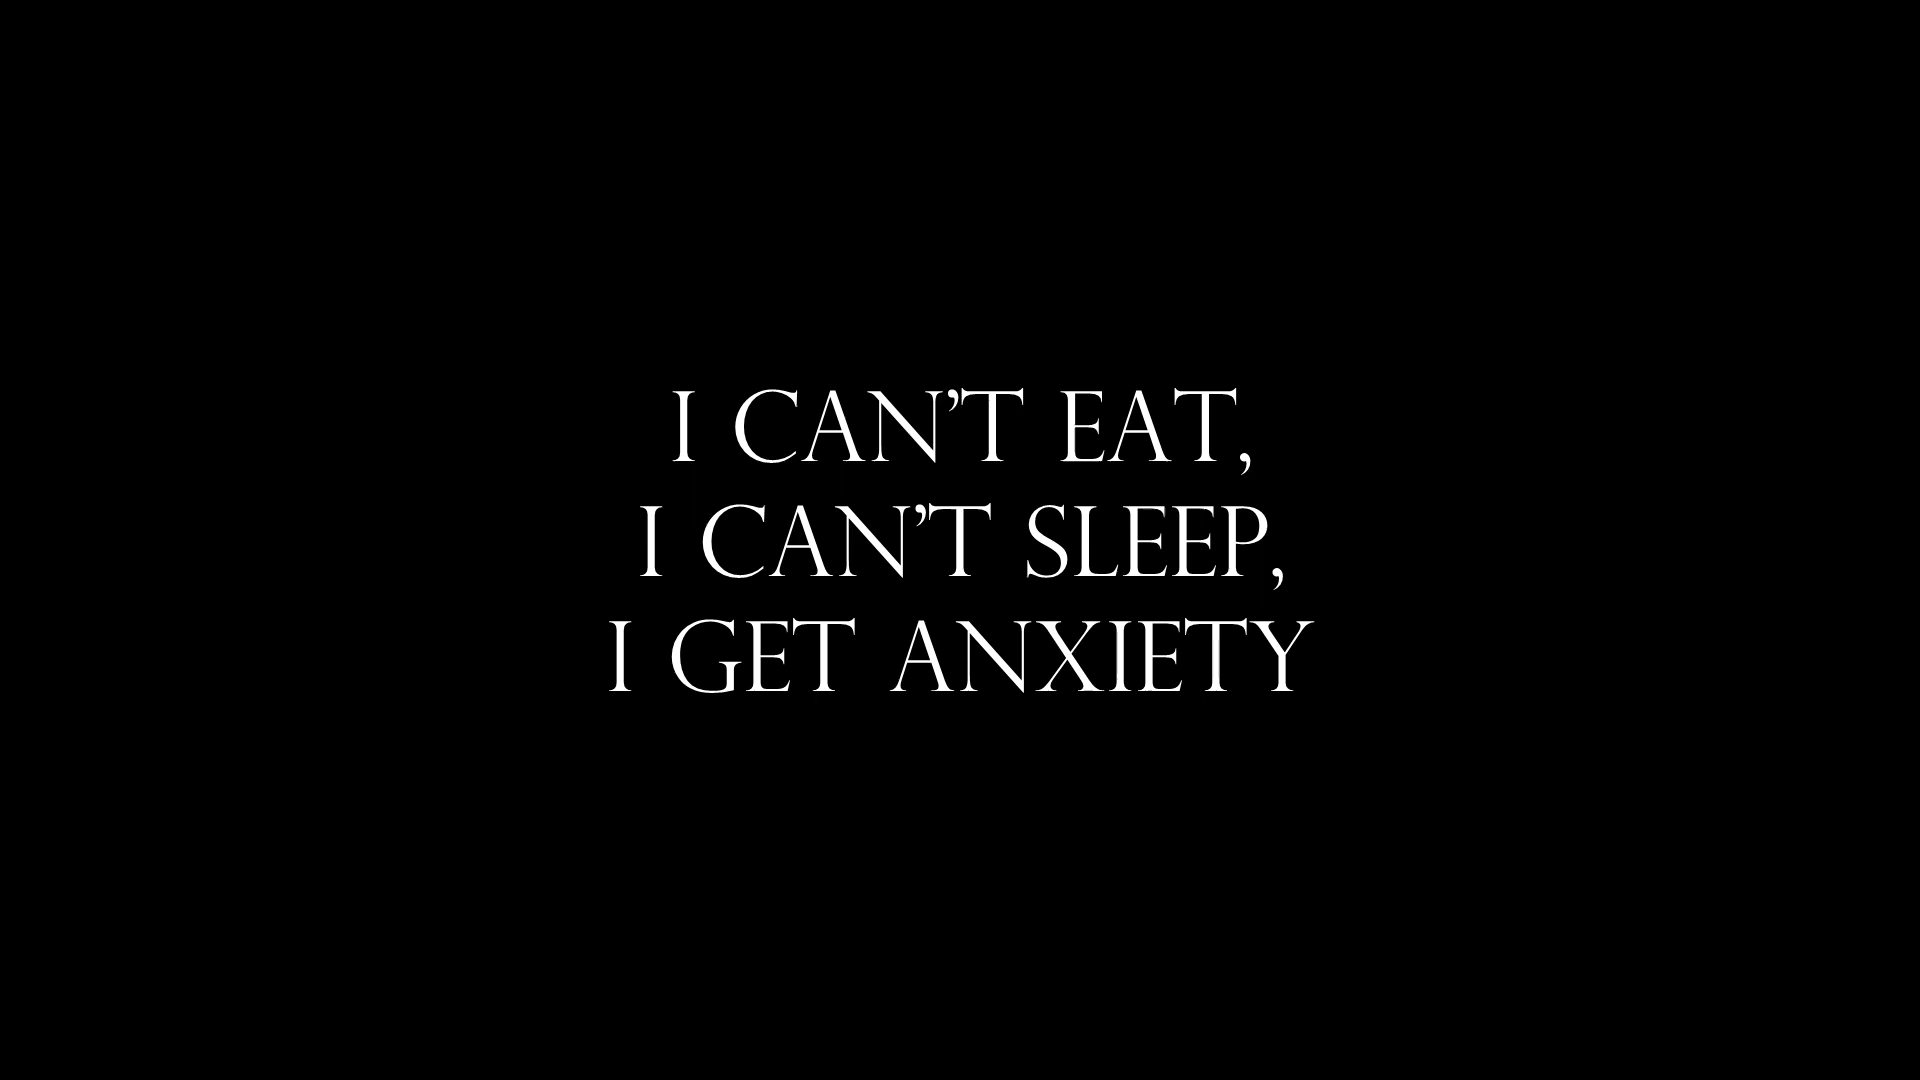 I CAN’T EAT,
I CAN’T SLEEP,
I GET ANXIETY